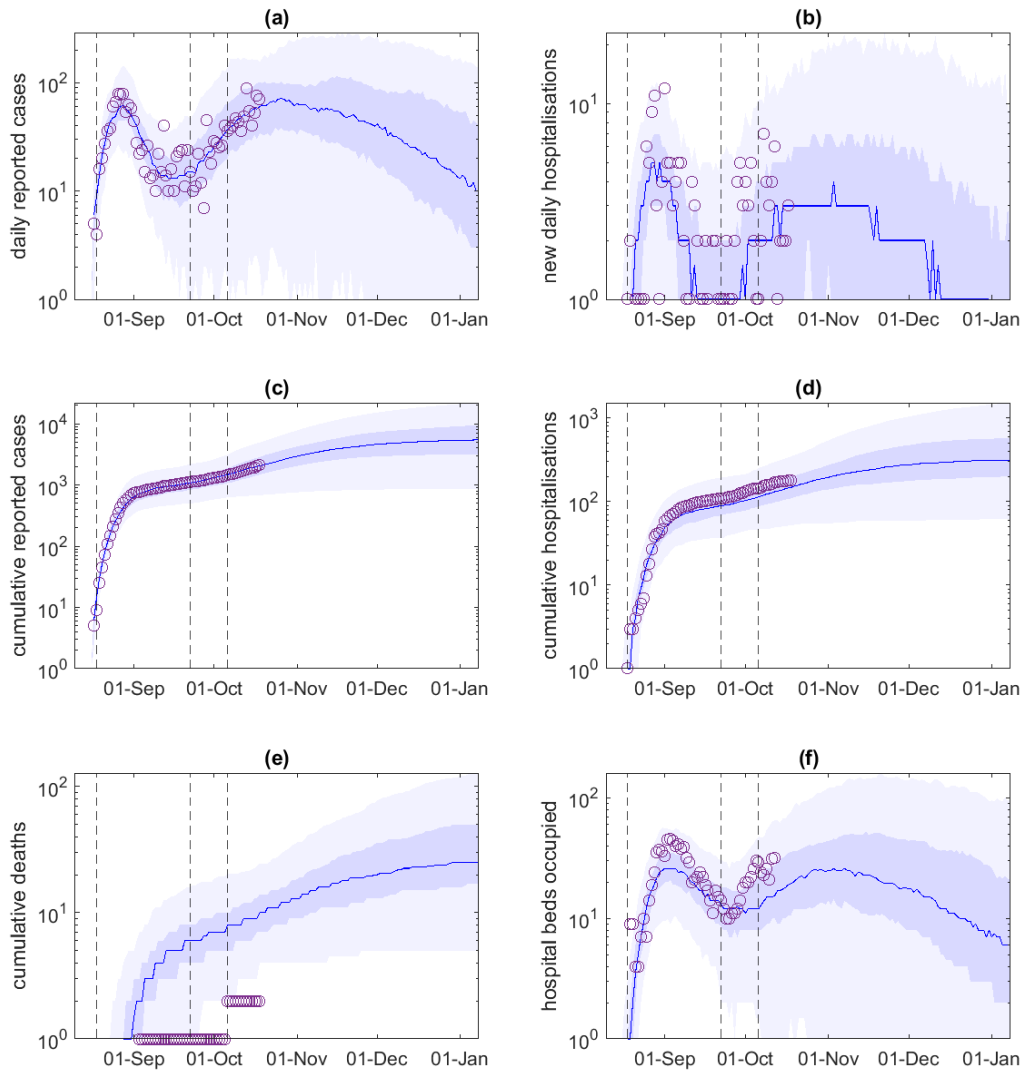 (a)
daily reported cases
10^2
10^1
10^0
01-Sep 01-Oct 01-Nov 01-Dec 01-Jan
(b)
new daily hospitalisations
10^1
10^0
01-Sep 01-Oct 01-Nov 01-Dec 01-Jan
(c)
cumulative reported cases
10^4
10^3
10^2
10^1
10^0
01-Sep 01-Oct 01-Nov 01-Dec 01-Jan
(d)
cumulative hospitalisations
10^3
10^2
10^1
10^0
01-Sep 01-Oct 01-Nov 01-Dec 01-Jan
(e)
cumulative deaths
10^2
10^1
10^0
01-Sep 01-Oct 01-Nov 01-Dec 01-Jan
(f)
hospital beds occupied
10^2
10^1
10^0
01-Sep 01-Oct 01-Nov 01-Dec 01-Jan